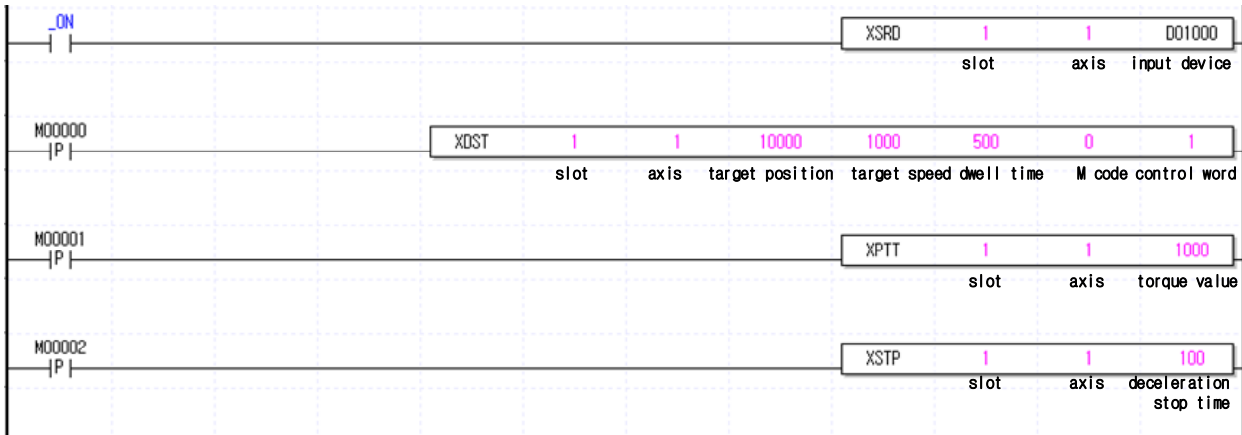 _ON
XSRD 1 1 D01000
slot axis input device
M00000
P
XDST 1 1 10000 1000 500 0 1
slot axis target position target speed dwell time M code control word
M00001
P
XPTT 1 1 1000
slot axis torque value
M00002
P
XSTP 1 1 100
slot axis deceleration
stop time